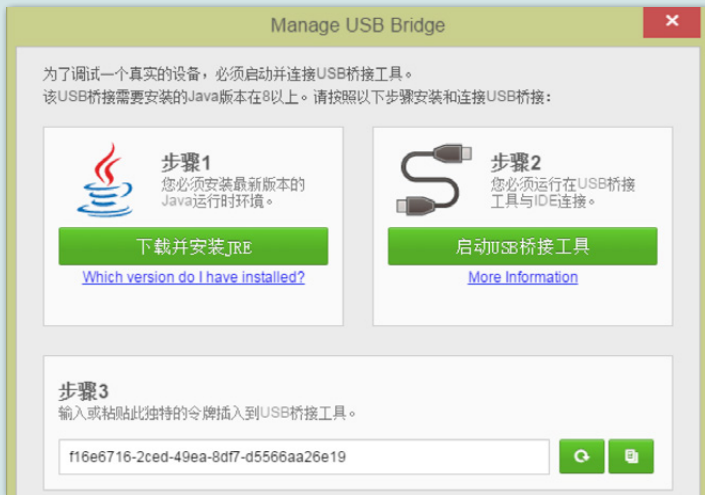 Manage USB Bridge
为了调试一个真实的设备，必须启动并连接USB桥接工具。
该USB桥接需要安装的Java版本在8以上。请按照以下步骤安装和连接USB桥接：
步骤1
您必须安装最新版本的
Java运行时环境。
下载并安装JRE
Which version do I have installed?
步骤2
您必须运行在USB桥接
工具与IDE连接。
启动USB桥接工具
More Information
步骤3
输入或粘贴此独特的令牌插入到USB桥接工具。
f16e6716-2ced-49ea-8df7-d5566aa26e19